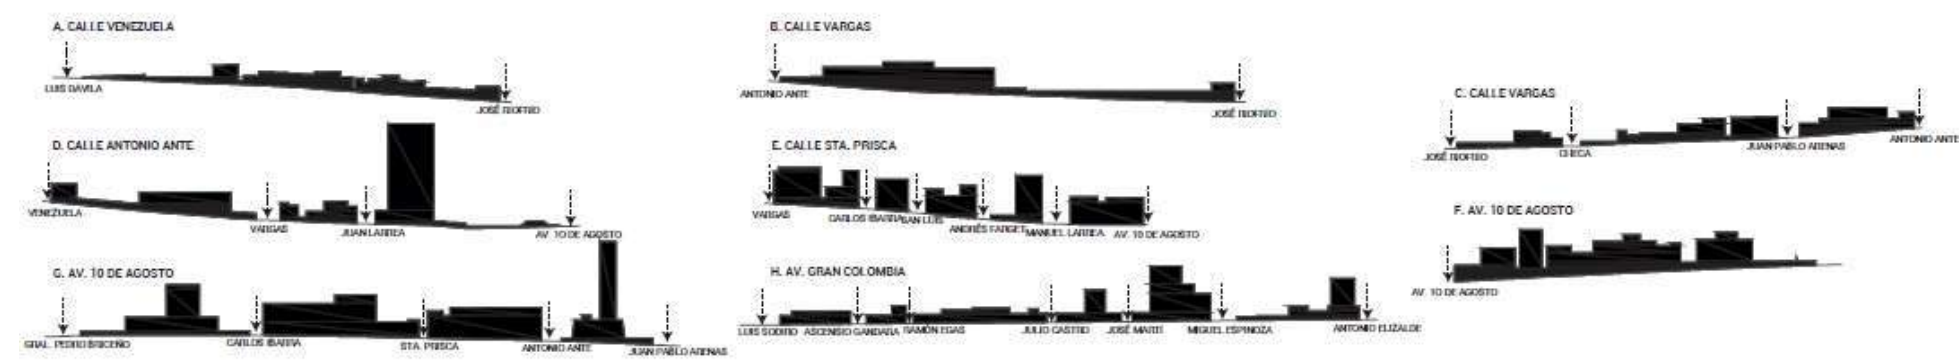 A. CALLE VENEZUELA
LUIS DAVILA
JOSÉ RIOFRIO
B. CALLE VARGAS
ANTONIO ANTE
JOSÉ RIOFRIO
C. CALLE VARGAS
JOSÉ RIOFRIO
CHECA
JUAN PABLO ARENAS
ANTONIO ANTE
D. CALLE ANTONIO ANTE
VENEZUELA
VARGAS
JUAN LARREA
AV. 10 DE AGOSTO
E. CALLE STA. PRISCA
VARGAS
CARLOS IBARRA
SAN LUIS
ANDRÉS FARGET
MANUEL LARREA
AV. 10 DE AGOSTO
F. AV. 10 DE AGOSTO
AV. 10 DE AGOSTO
G. AV. 10 DE AGOSTO
GRAL. PEDRO BRICEÑO
CARLOS IBARRA
STA. PRISCA
ANTONIO ANTE
JUAN PABLO ARENAS
H. AV. GRAN COLOMBIA
LUIS SODIRO
ASCENSIO GANDARA
RAMÓN EGAS
JULIO CASTRO
JOSÉ MARTÍ
MIGUEL ESPINOZA
ANTONIO ELIZALDE